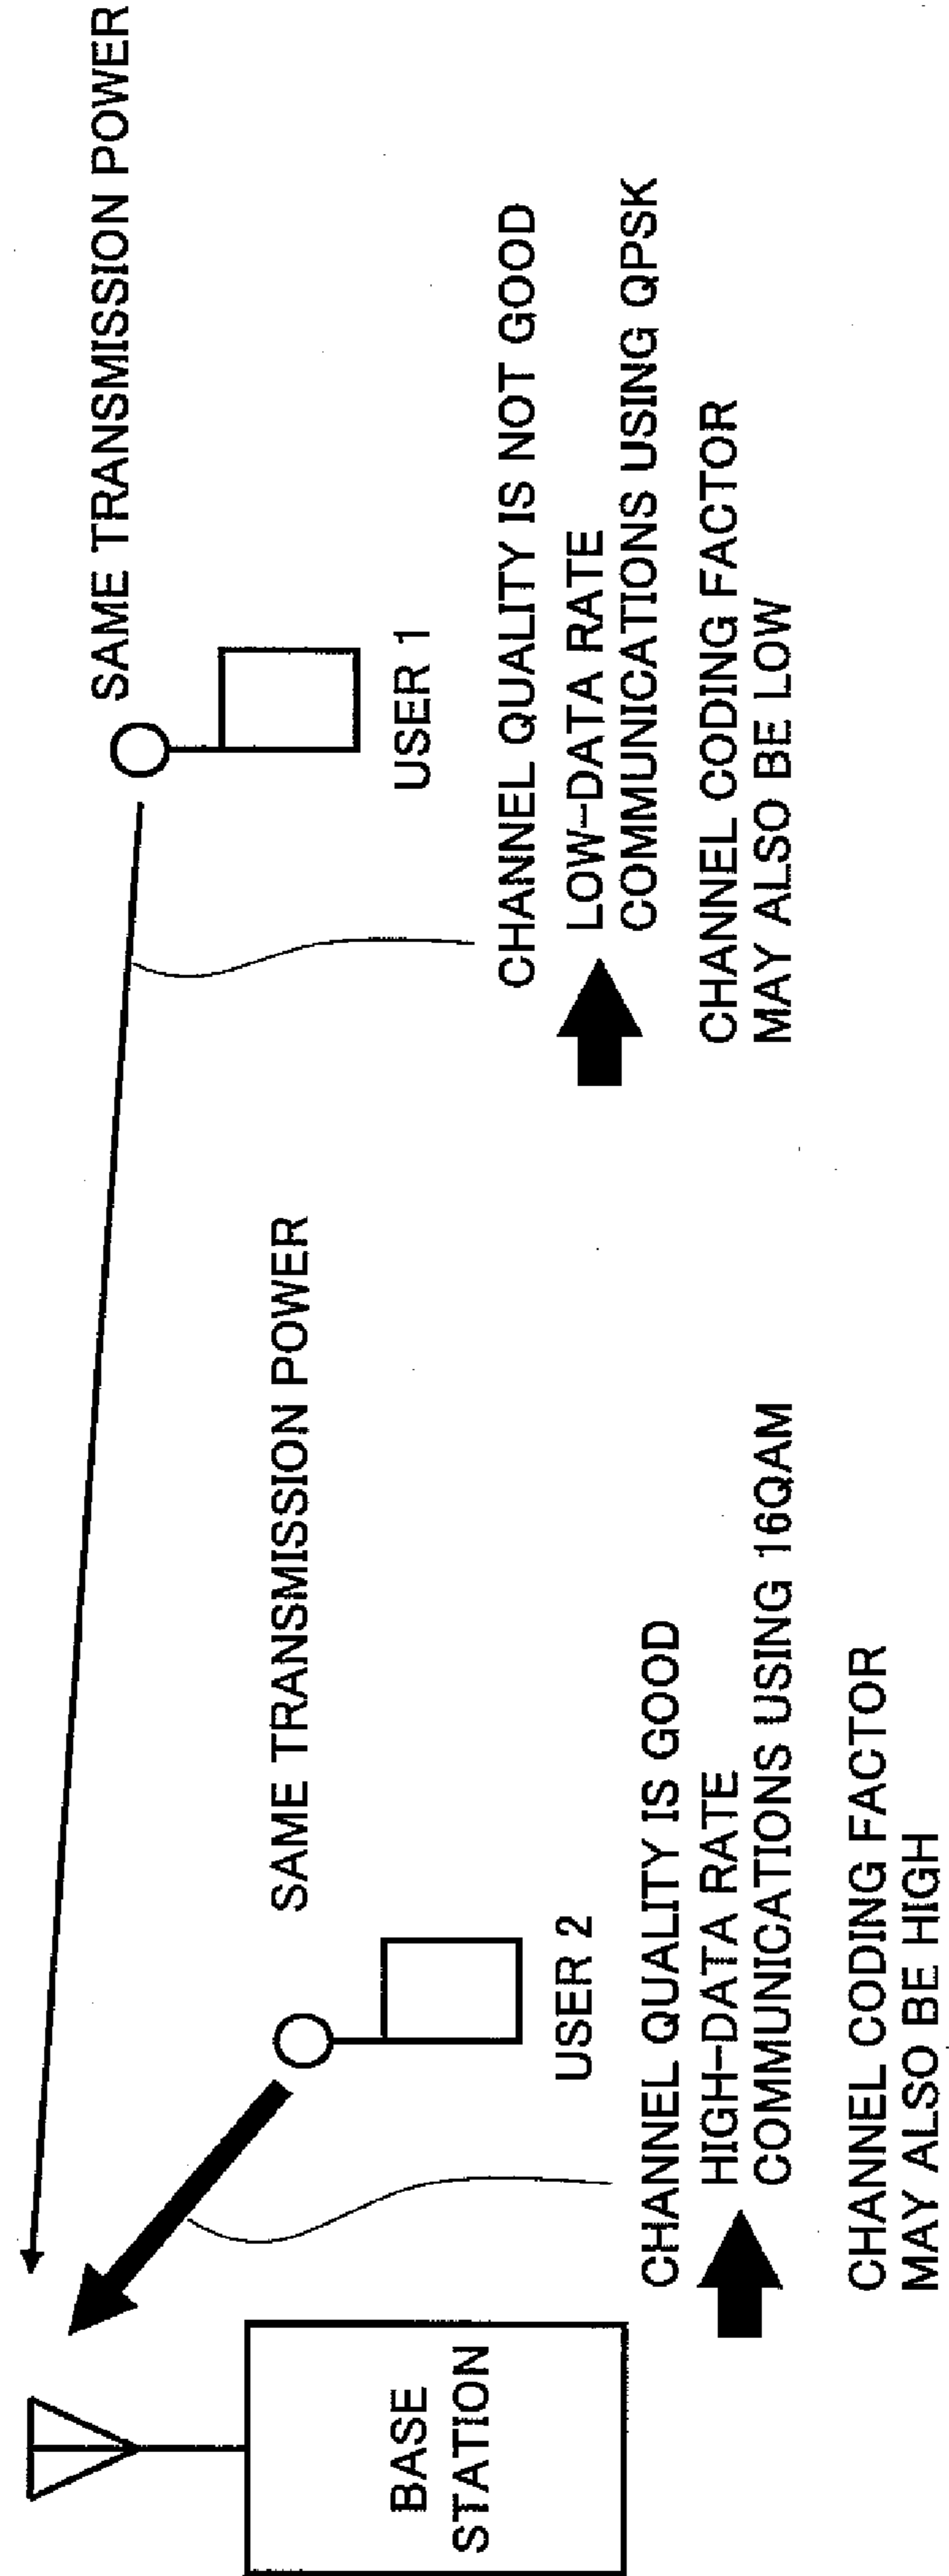 SAME TRANSMISSION POWER
USER 1
CHANNEL QUALITY IS NOT GOOD
LOW-DATA RATE
COMMUNICATIONS USING QPSK
CHANNEL CODING FACTOR
MAY ALSO BE LOW
SAME TRANSMISSION POWER
USER 2
CHANNEL QUALITY IS GOOD
HIGH-DATA RATE
COMMUNICATIONS USING 16QAM
CHANNEL CODING FACTOR
MAY ALSO BE HIGH
BASE
STATION